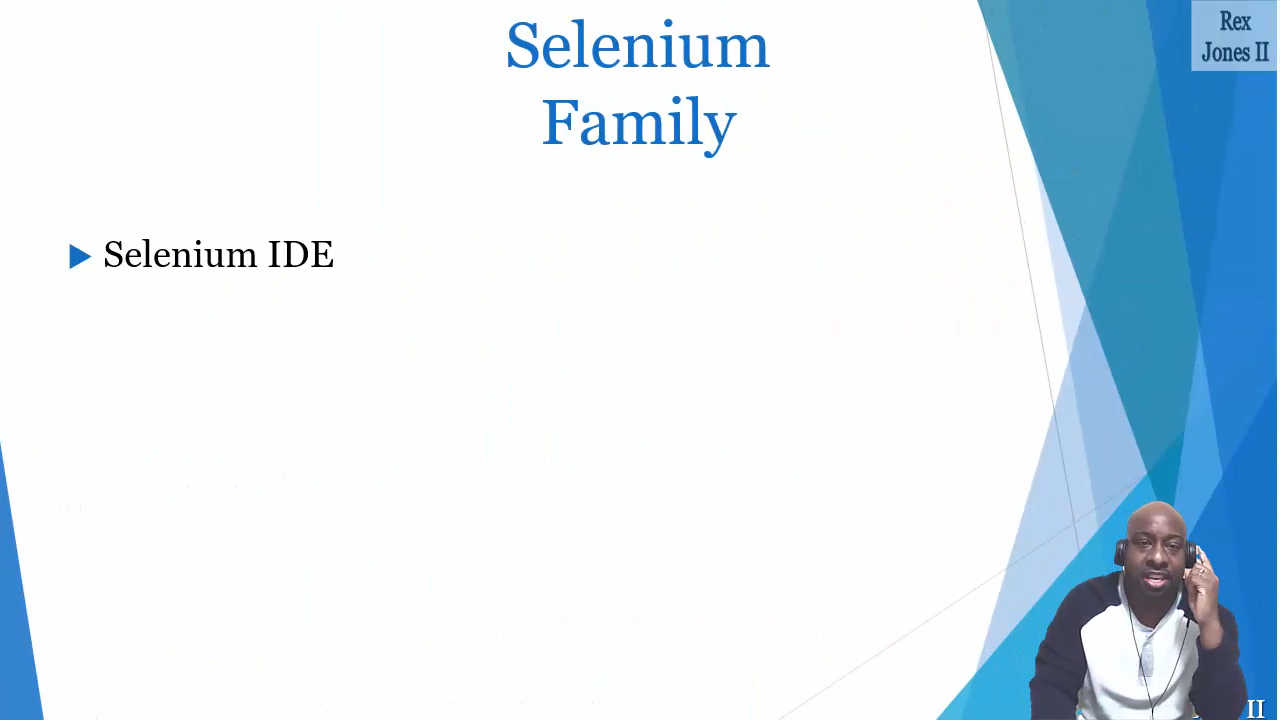 Selenium
Family
Rex
Jones II
Selenium IDE
II